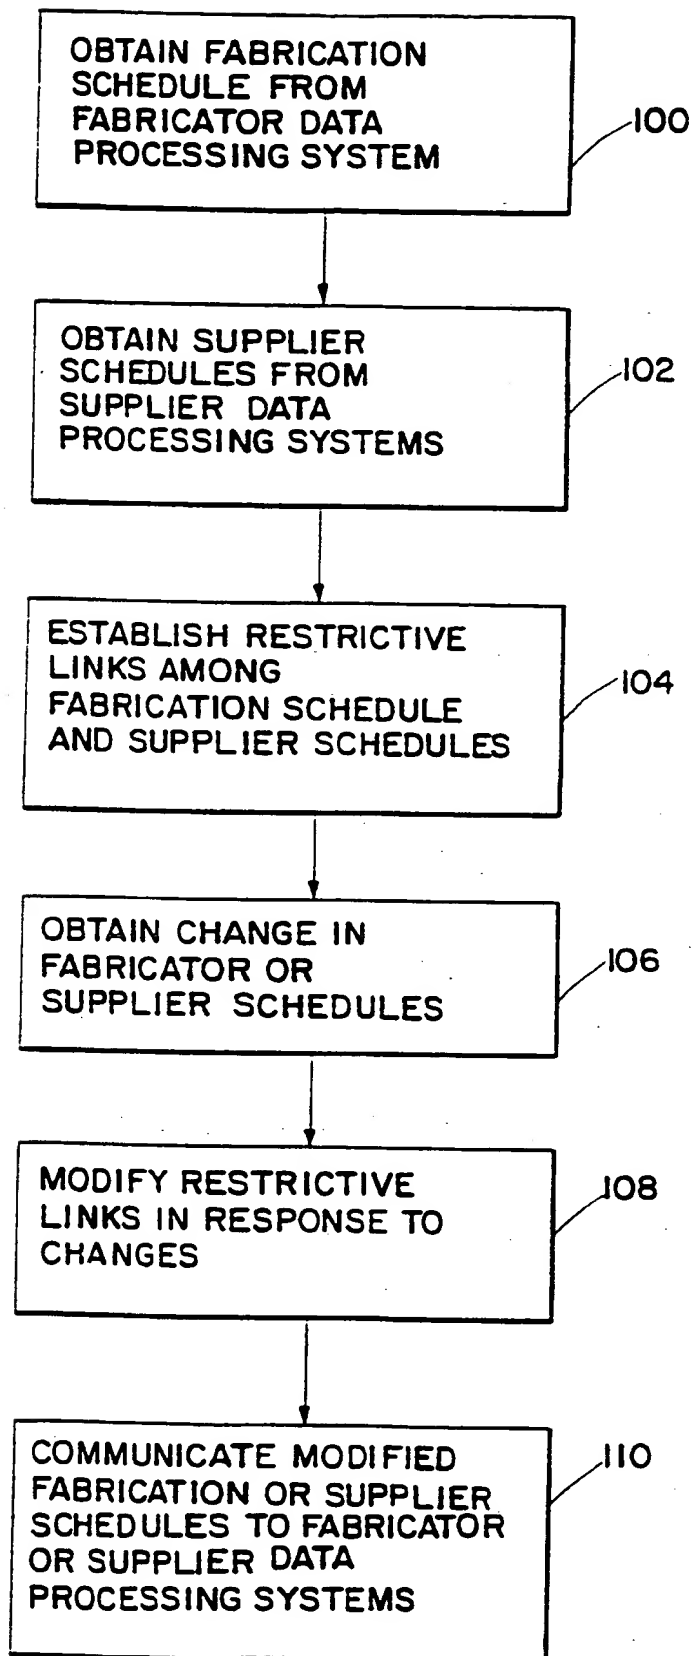 OBTAIN FABRICATION
SCHEDULE FROM
FABRICATOR DATA
PROCESSING SYSTEM
100
OBTAIN SUPPLIER
SCHEDULES FROM
SUPPLIER DATA
PROCESSING SYSTEMS
102
ESTABLISH RESTRICTIVE
LINKS AMONG
FABRICATION SCHEDULE
AND SUPPLIER SCHEDULES
104
OBTAIN CHANGE IN
FABRICATOR OR
SUPPLIER SCHEDULES
106
MODIFY RESTRICTIVE
LINKS IN RESPONSE TO
CHANGES
108
COMMUNICATE MODIFIED
FABRICATION OR SUPPLIER
SCHEDULES TO FABRICATOR
OR SUPPLIER DATA
PROCESSING SYSTEMS
110